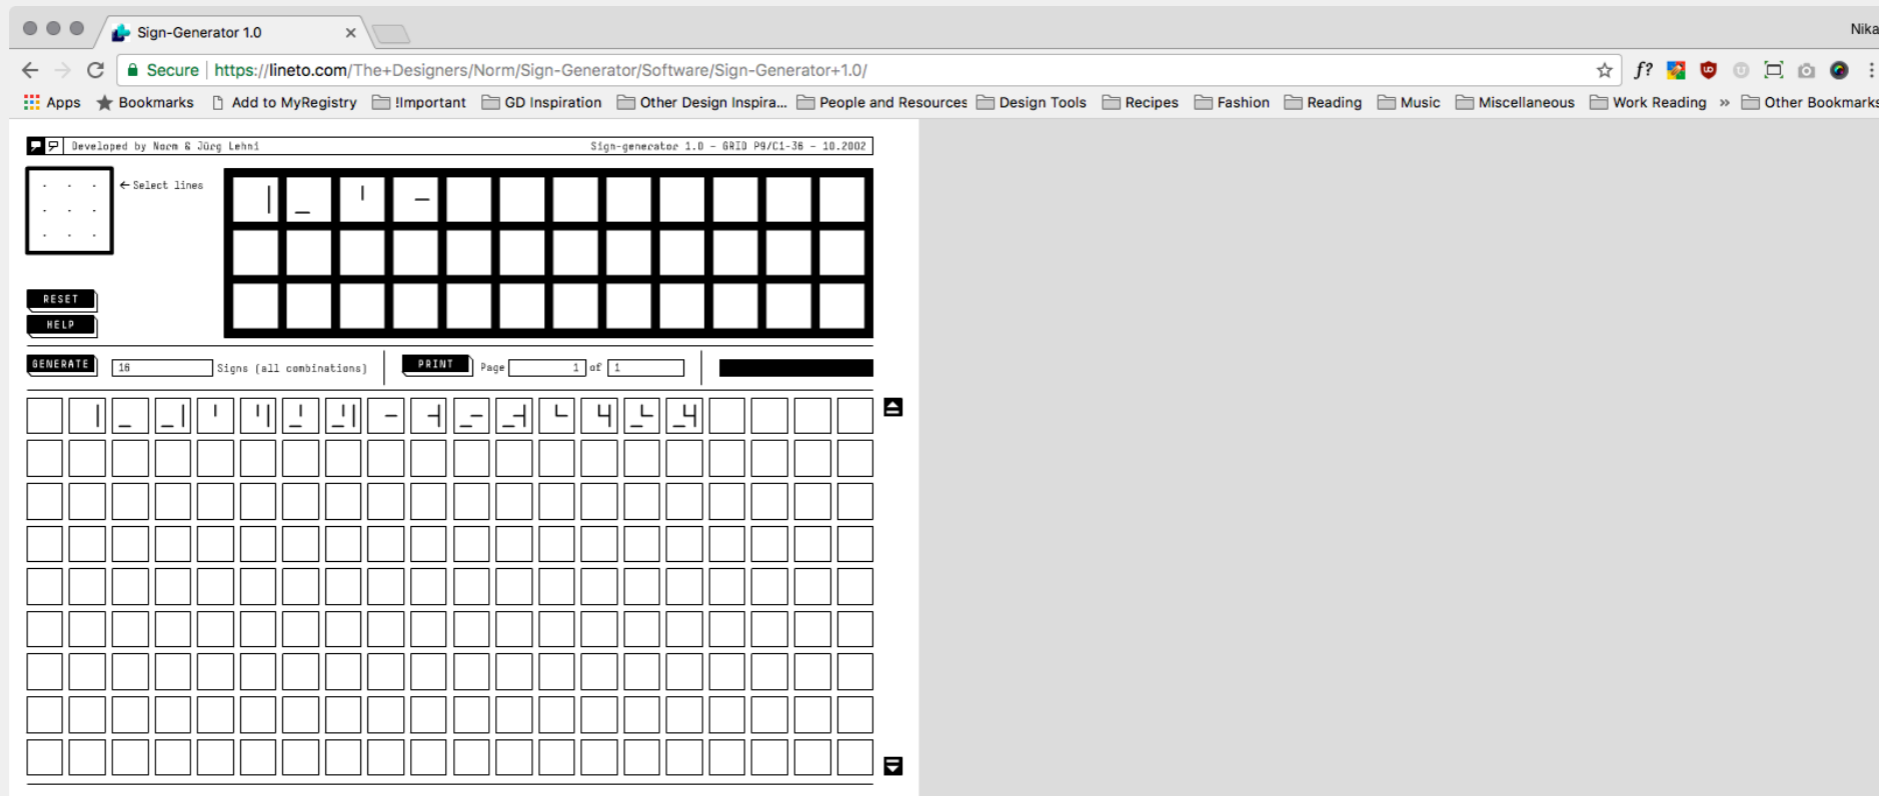 Sign-Generator 1.0
Nika
Secure | https://lineto.com/The+Designers/Norm/Sign-Generator/Software/Sign-Generator+1.0/
f?
Apps Bookmarks Add to MyRegistry !Important GD Inspiration Other Design Inspira... People and Resources Design Tools Recipes Fashion Reading Music Miscellaneous Work Reading » Other Bookmarks
Developed by Norm & Jürg Lehni
Sign-generator 1.0 – GRID P9/C1-36 – 10.2002
←Select lines
RESET
HELP
GENERATE 16 Signs (all combinations) PRINT Page 1 of 1